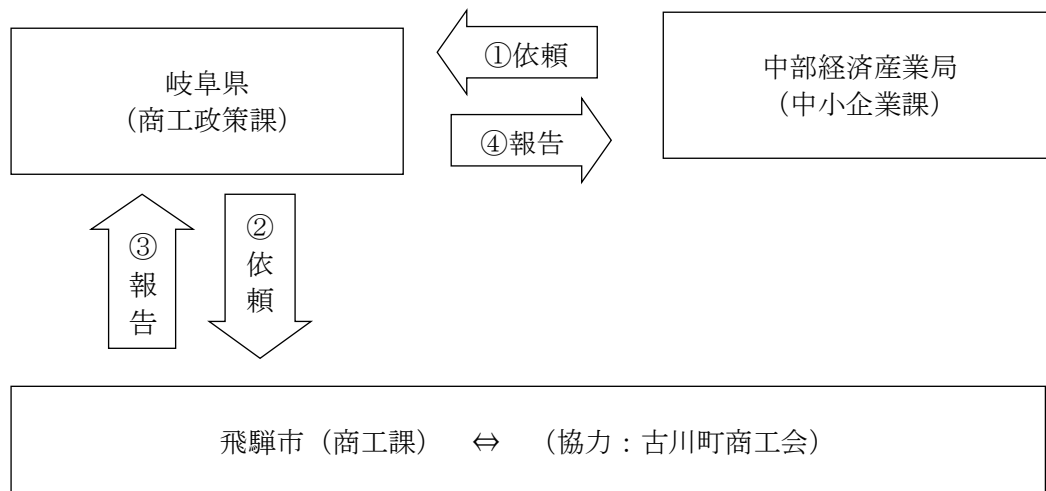 岐阜県
(商工政策課)
①依頼
④報告
中部経済産業局
(中小企業課)
③報告
②依頼
飛騨市(商工課) ⇔ (協力:古川町商工会)